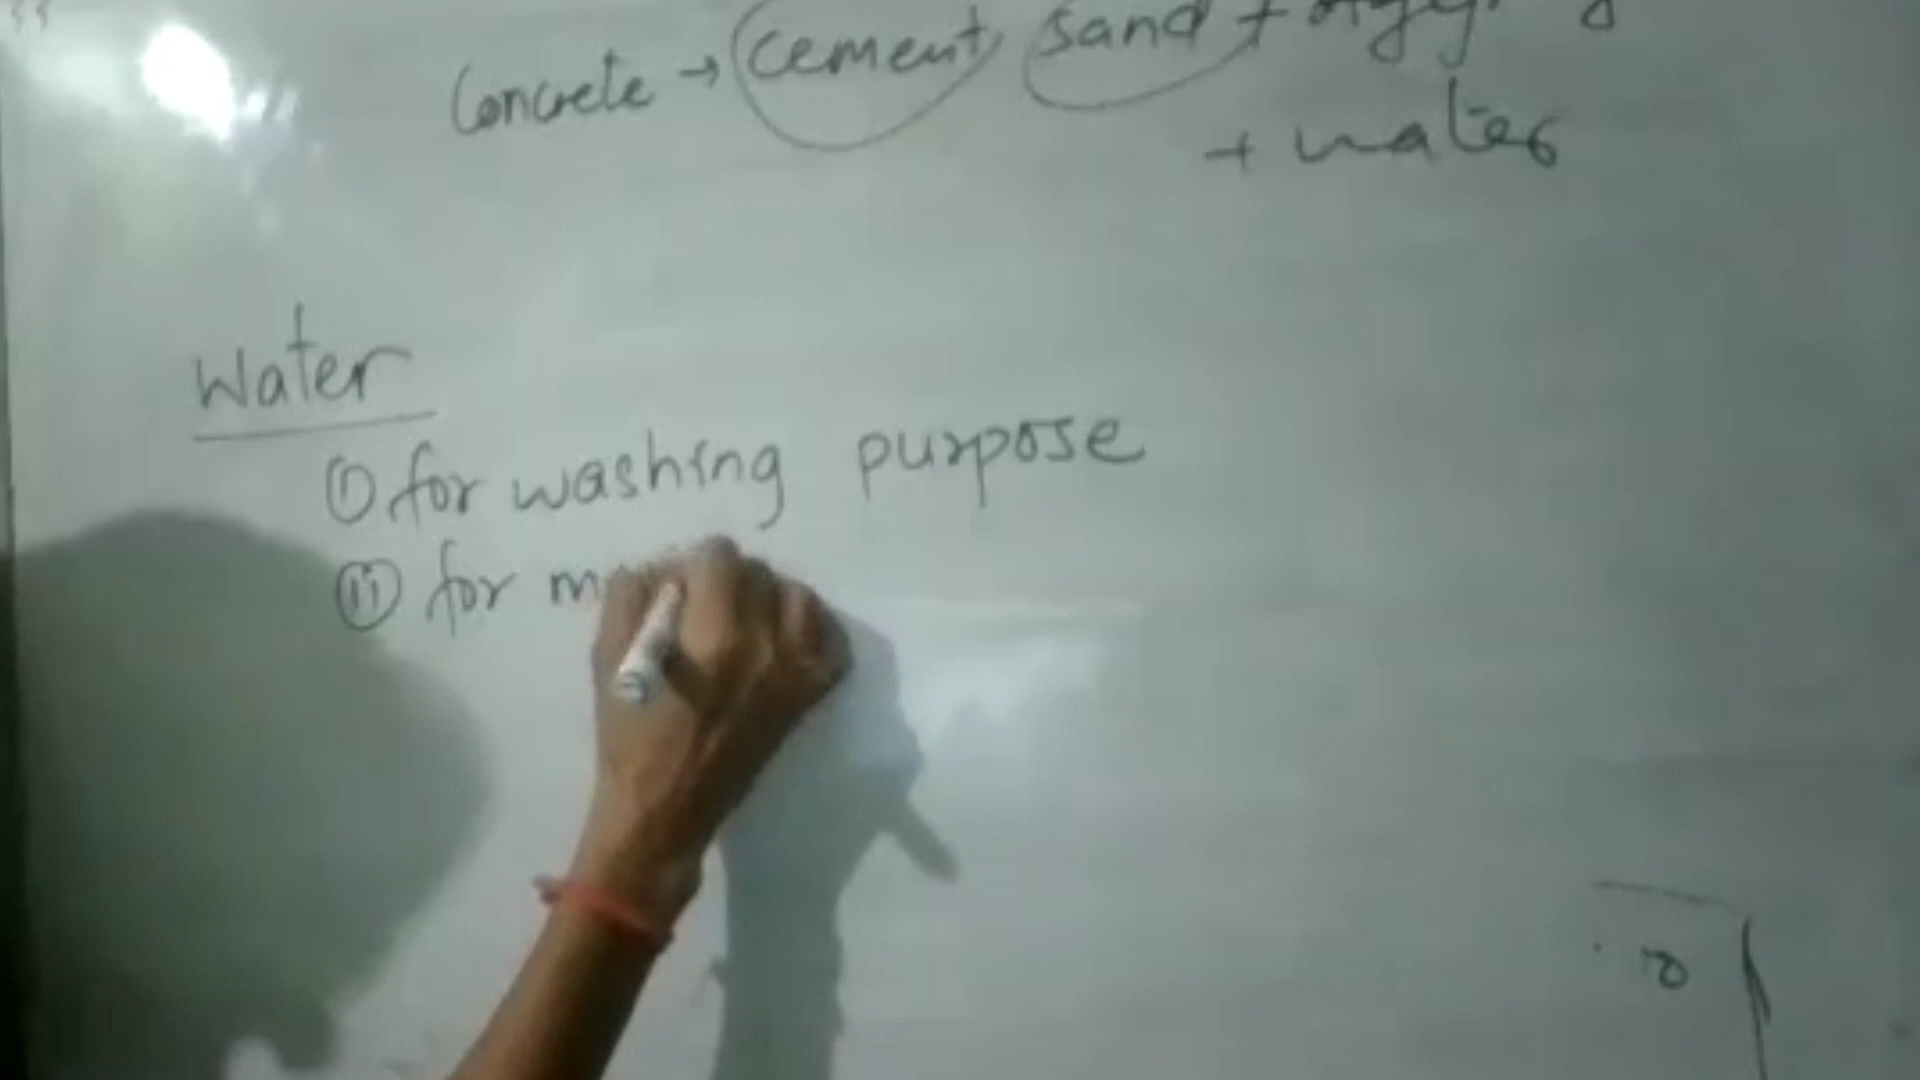 Concrete → cement, sand +
+ water
Water
(i) for washing purpose
(ii) for